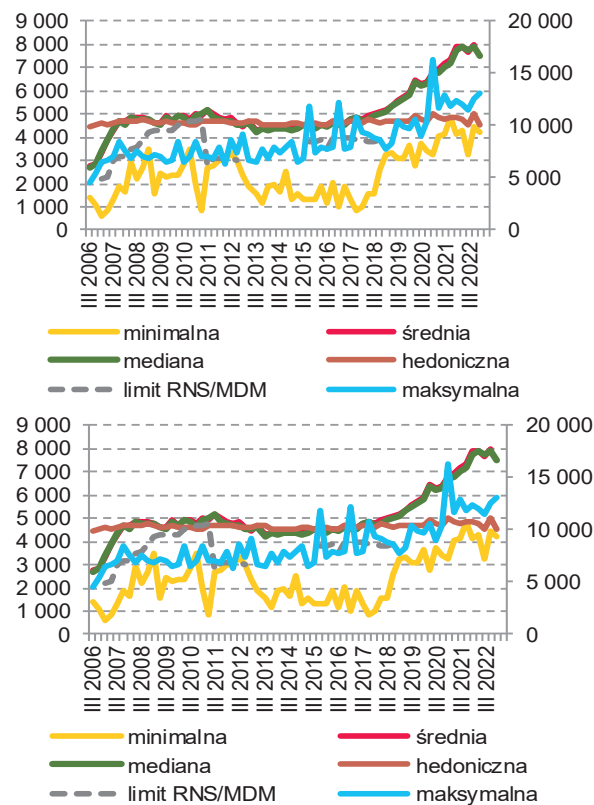 9 000 20 000
8 000
7 000 15 000
6 000
5 000
4 000 10 000
3 000
2 000 5 000
1 000
0 0
III 2006 III 2007 III 2008 III 2009 III 2010 III 2011 III 2012 III 2013 III 2014 III 2015 III 2016 III 2017 III 2018 III 2019 III 2020 III 2021 III 2022
minimalna średnia
mediana hedoniczna
limit RNS/MDM maksymalna
9 000 20 000
8 000
7 000 15 000
6 000
5 000
4 000 10 000
3 000
2 000 5 000
1 000
0 0
III 2006 III 2007 III 2008 III 2009 III 2010 III 2011 III 2012 III 2013 III 2014 III 2015 III 2016 III 2017 III 2018 III 2019 III 2020 III 2021 III 2022
minimalna średnia
mediana hedoniczna
limit RNS/MDM maksymalna